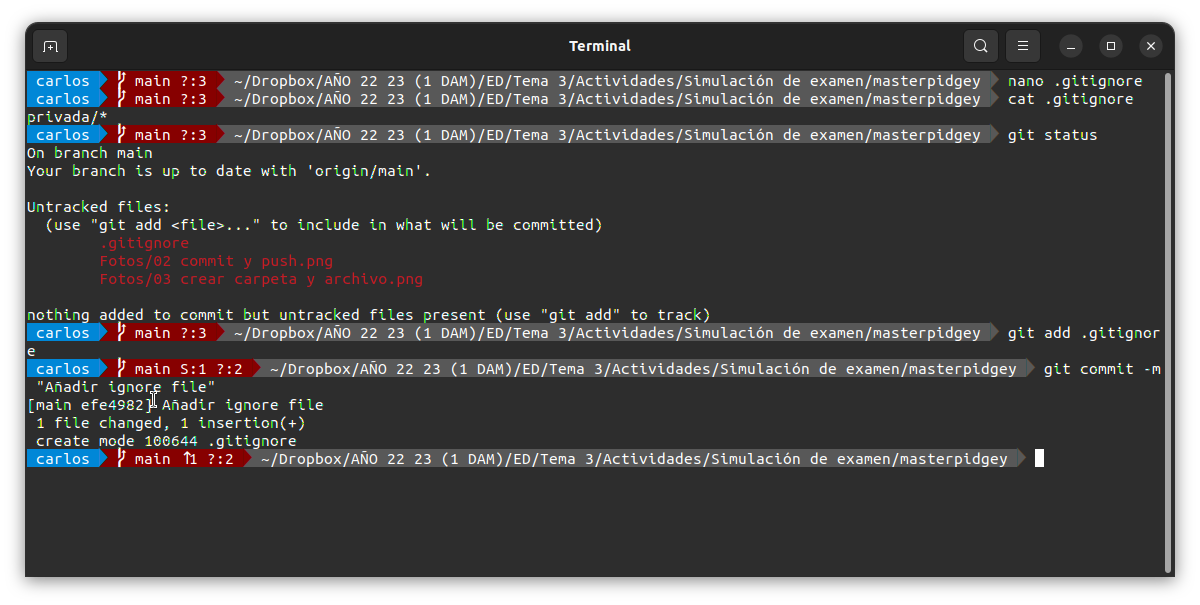 Terminal
carlos main ?:3 ~/Dropbox/AÑO 22 23 (1 DAM)/ED/Tema 3/Actividades/Simulación de examen/masterpidgey nano .gitignore
carlos main ?:3 ~/Dropbox/AÑO 22 23 (1 DAM)/ED/Tema 3/Actividades/Simulación de examen/masterpidgey cat .gitignore
privada/*
carlos main ?:3 ~/Dropbox/AÑO 22 23 (1 DAM)/ED/Tema 3/Actividades/Simulación de examen/masterpidgey git status
On branch main
Your branch is up to date with 'origin/main'.
Untracked files:
(use "git add <file>..." to include in what will be committed)
.gitignore
Fotos/02 commit y push.png
Fotos/03 crear carpeta y archivo.png
nothing added to commit but untracked files present (use "git add" to track)
carlos main ?:3 ~/Dropbox/AÑO 22 23 (1 DAM)/ED/Tema 3/Actividades/Simulación de examen/masterpidgey git add .gitignor
e
carlos main S:1 ?:2 ~/Dropbox/AÑO 22 23 (1 DAM)/ED/Tema 3/Actividades/Simulación de examen/masterpidgey git commit -m
"Añadir ignore file"
[main efe4982] Añadir ignore file
1 file changed, 1 insertion(+)
create mode 100644 .gitignore
carlos main ↑1 ?:2 ~/Dropbox/AÑO 22 23 (1 DAM)/ED/Tema 3/Actividades/Simulación de examen/masterpidgey